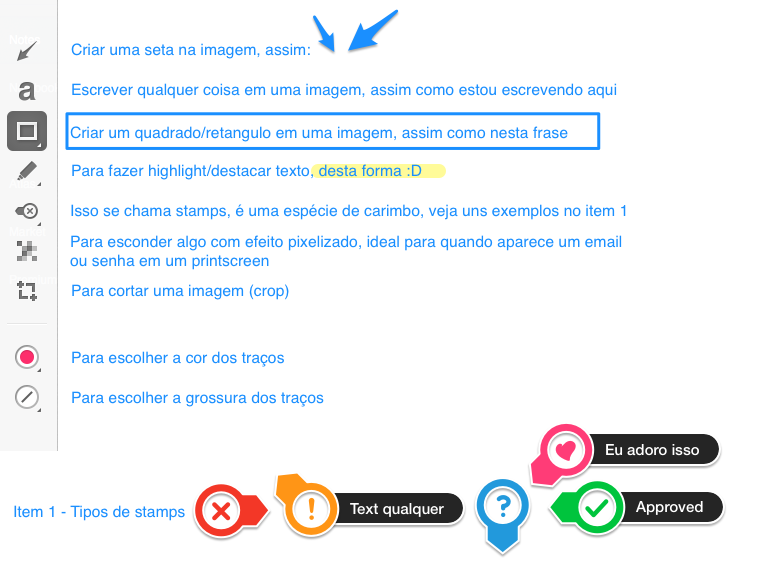 Criar uma seta na imagem, assim:
a
Escrever qualquer coisa em uma imagem, assim como estou escrevendo aqui
Criar um quadrado/retangulo em uma imagem, assim como nesta frase
Para fazer highlight/destacar texto, desta forma :D
Isso se chama stamps, é uma espécie de carimbo, veja uns exemplos no item 1
Para esconder algo com efeito pixelizado, ideal para quando aparece um email
ou senha em um printscreen
Para cortar uma imagem (crop)
Para escolher a cor dos traços
Para escolher a grossura dos traços
Eu adoro isso
Item 1 - Tipos de stamps
! Text qualquer
?
Approved